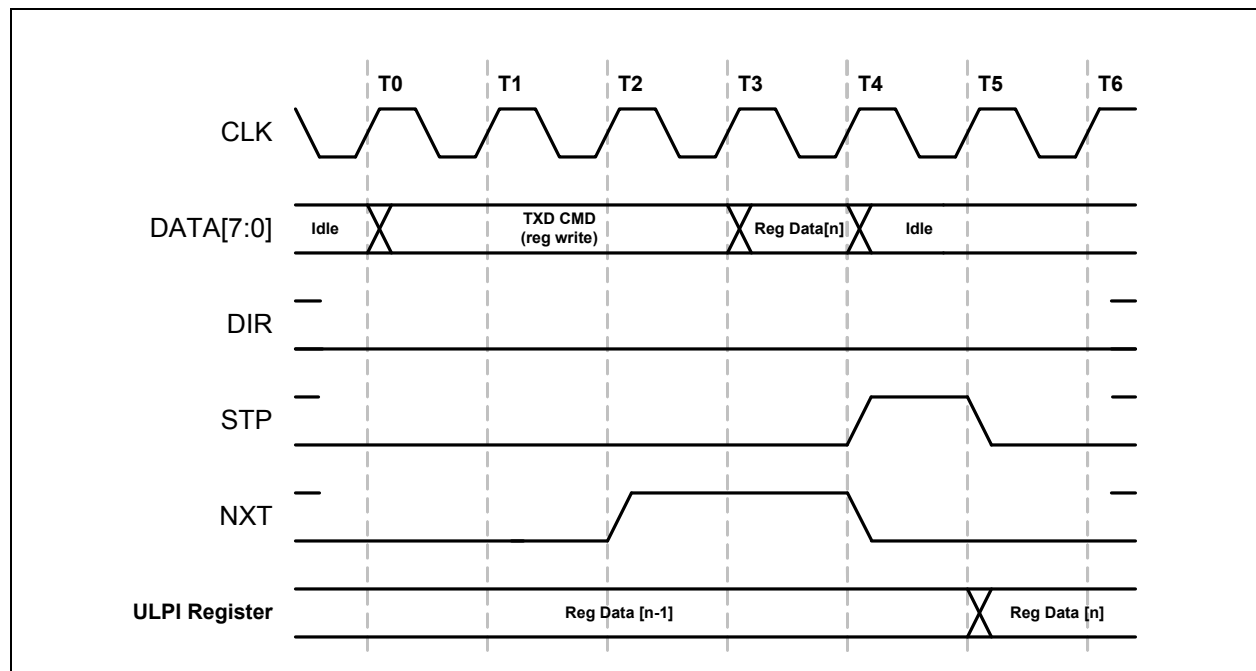 T0 T1 T2 T3 T4 T5 T6
CLK
DATA[7:0] Idle TXD CMD Reg Data[n] Idle
(reg write)
DIR
STP
NXT
ULPI Register Reg Data [n-1] Reg Data [n]